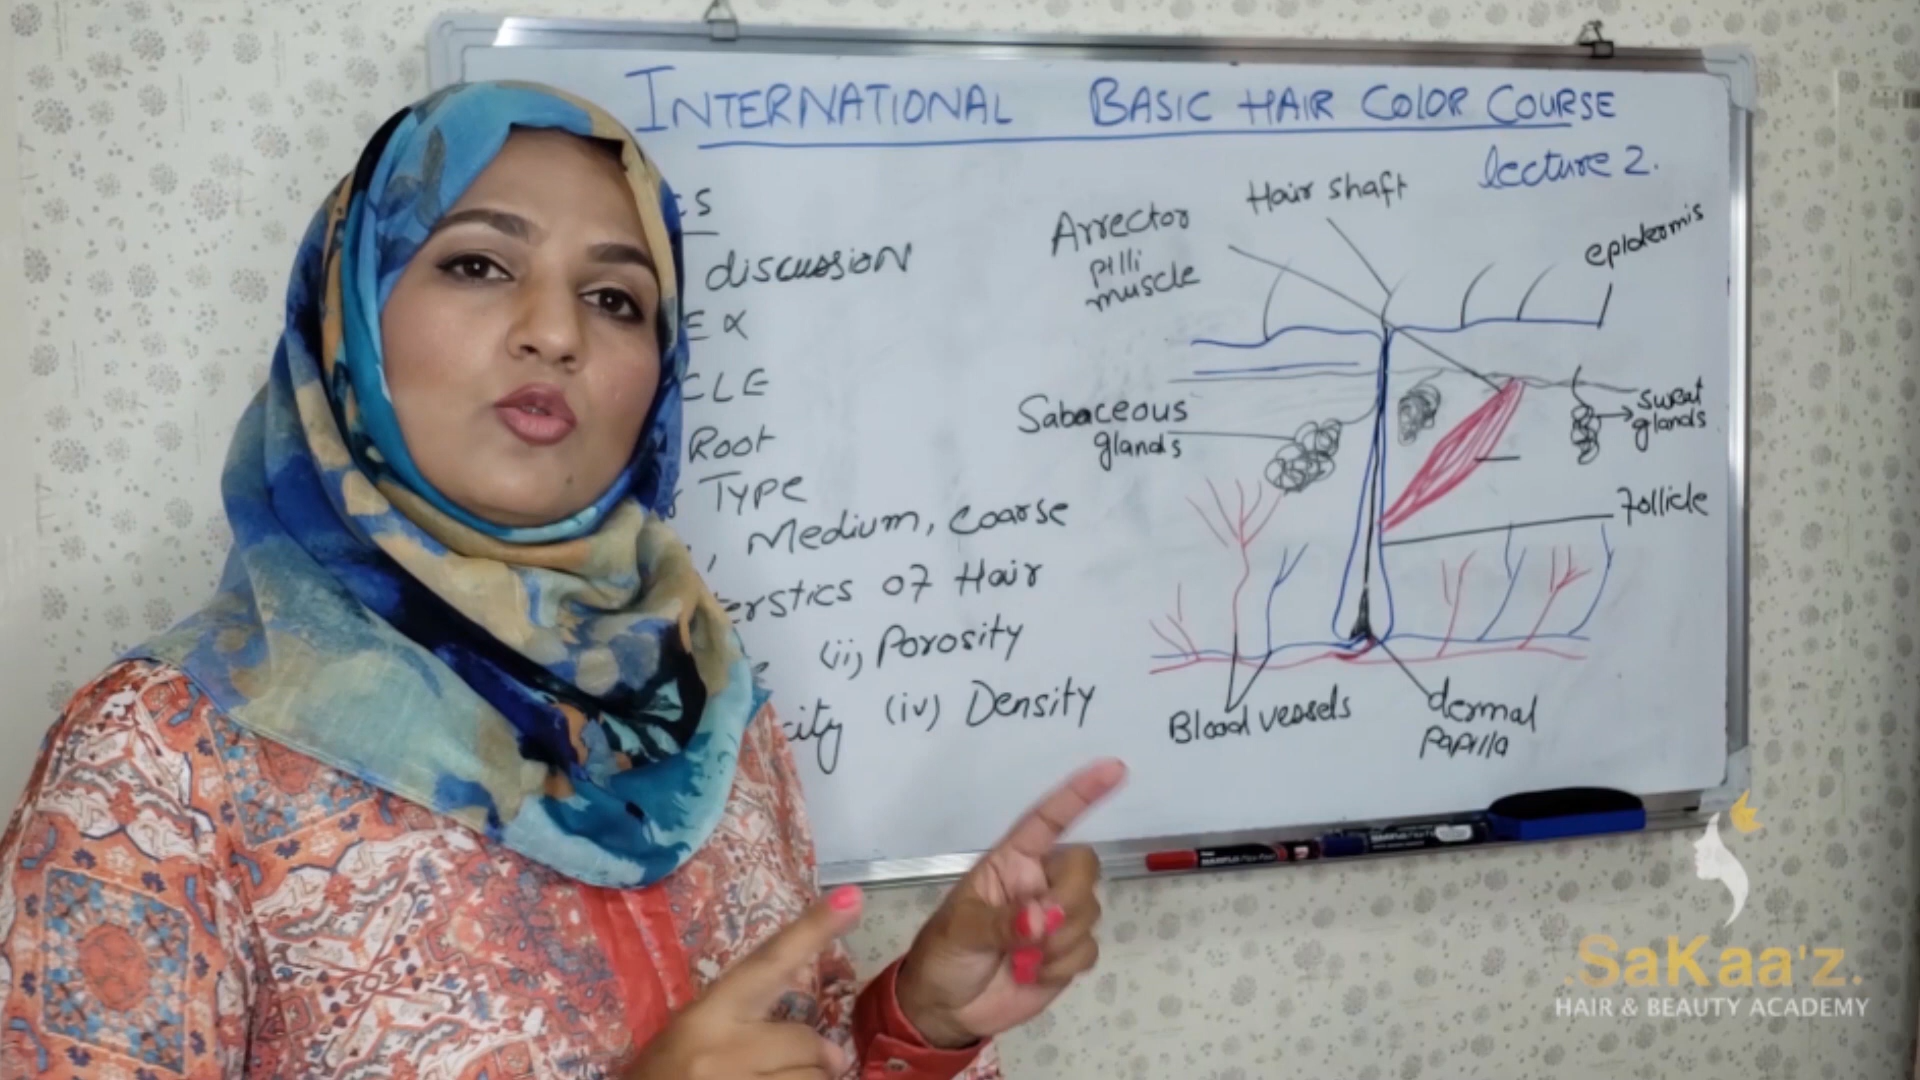 INTERNATIONAL BASIC HAIR COLOR COURSE
lecture 2.
discussion
Root
Type
Medium, coarse
of Hair
(ii) Porosity
(iv) Density
Hair shaft
Arrector
pilli
muscle
epidermis
Sabaceous
glands
sweat
glands
Follicle
Blood vessels
dermal
papilla
.SaKaa'z.
HAIR & BEAUTY ACADEMY